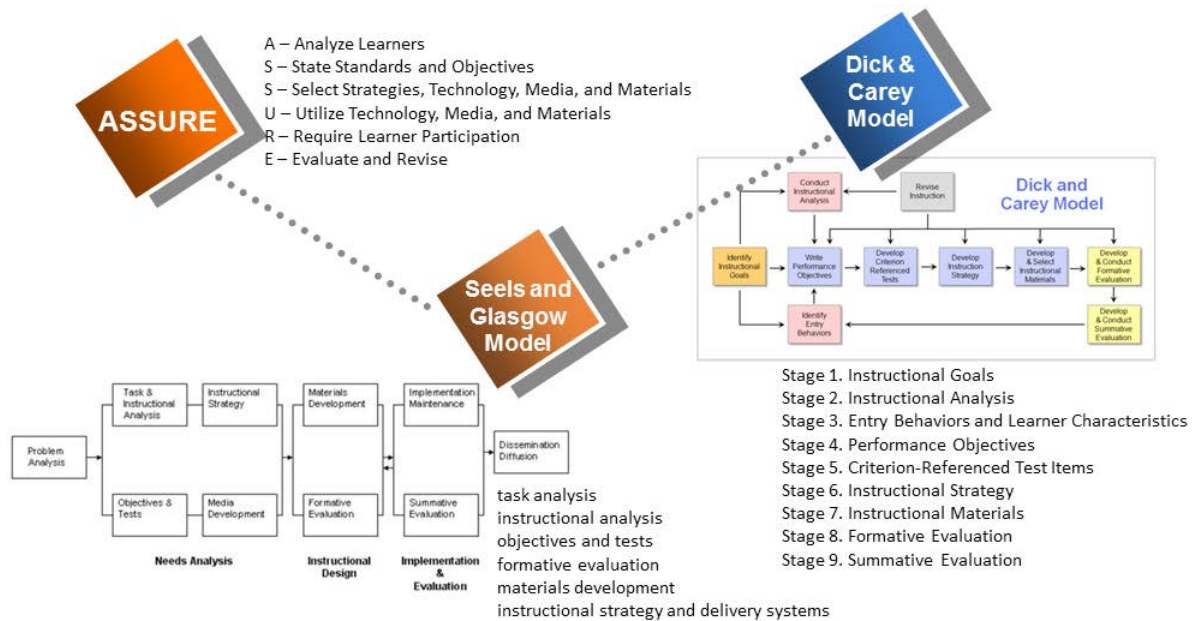 A – Analyze Learners
S – State Standards and Objectives
S – Select Strategies, Technology, Media, and Materials
U – Utilize Technology, Media, and Materials
R – Require Learner Participation
E – Evaluate and Revise
ASSURE
Dick &
Carey
Model
Seels and
Glasgow
Model
Dick and
Carey Model
Conduct
Instructional
Analysis
Revise
Instruction
Identify
Instructional
Goals
Write
Performance
Objectives
Develop
Criterion
Referenced
Tests
Develop
Instruction
Strategy
Develop
& Select
Instructional
Materials
Develop
& Conduct
Formative
Evaluation
Identify
Entry
Behaviors
Develop
& Conduct
Summative
Evaluation
Stage 1. Instructional Goals
Stage 2. Instructional Analysis
Stage 3. Entry Behaviors and Learner Characteristics
Stage 4. Performance Objectives
Stage 5. Criterion-Referenced Test Items
Stage 6. Instructional Strategy
Stage 7. Instructional Materials
Stage 8. Formative Evaluation
Stage 9. Summative Evaluation
Problem
Analysis
Task &
Instructional
Analysis
Instructional
Strategy
Materials
Development
Implementation
Maintenance
Dissemination
Diffusion
Objectives &
Tests
Media
Development
Formative
Evaluation
Summative
Evaluation
Needs Analysis
Instructional
Design
Implementation
&
Evaluation
task analysis
instructional analysis
objectives and tests
formative evaluation
materials development
instructional strategy and delivery systems